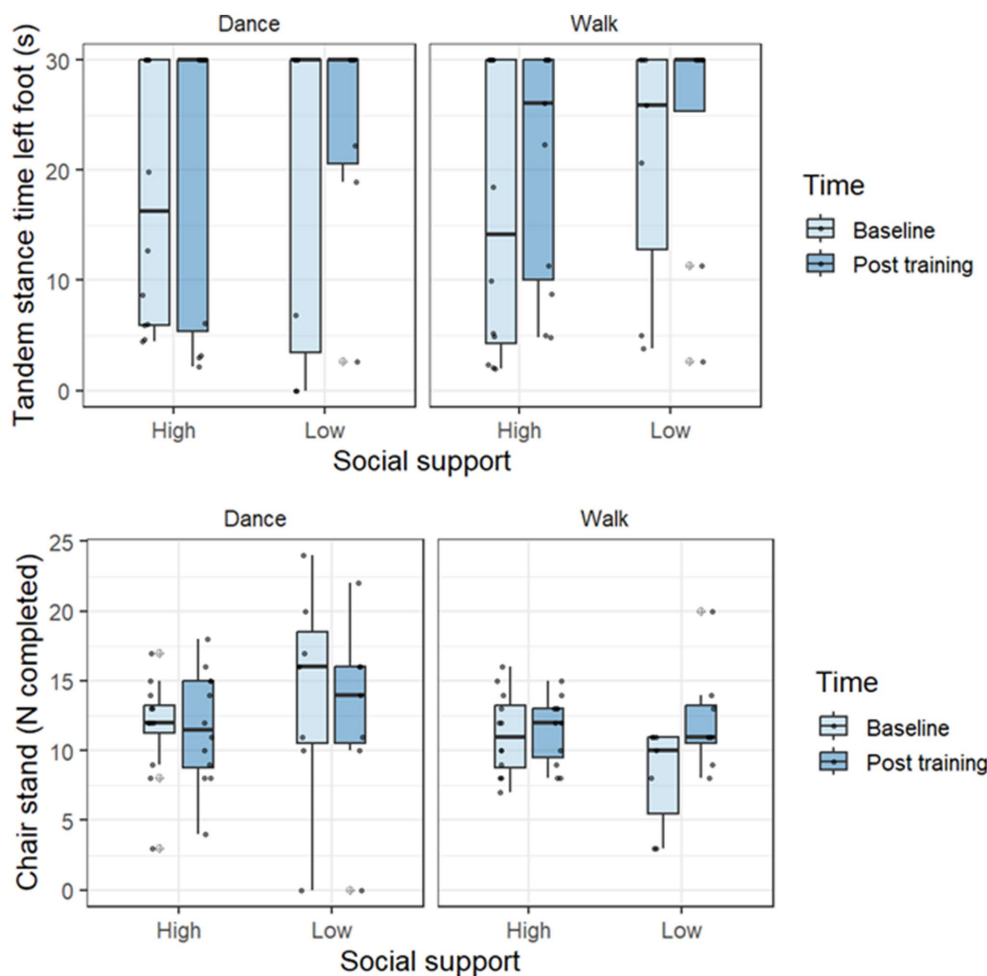 Dance
Walk
Tandem stance time left foot (s)
30
20
10
0
High
Low
High
Low
Social support
Time
Baseline
Post training
Dance
Walk
Chair stand (N completed)
25
20
15
10
5
0
High
Low
High
Low
Social support
Time
Baseline
Post training